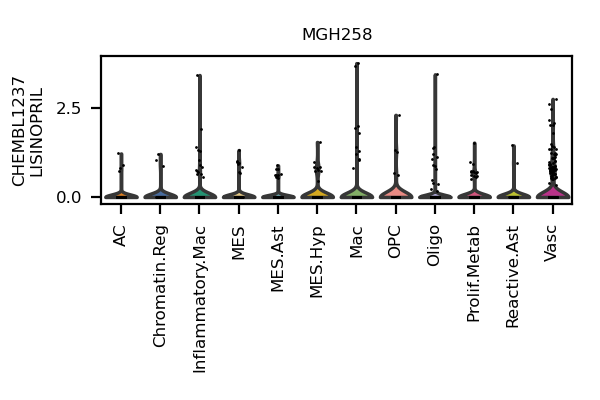 MGH258
CHEMBL1237
LISINOPRIL
2.5
0.0
AC
Chromatin.Reg
Inflammatory.Mac
MES
MES.Ast
MES.Hyp
Mac
OPC
Oligo
Prolif.Metab
Reactive.Ast
Vasc